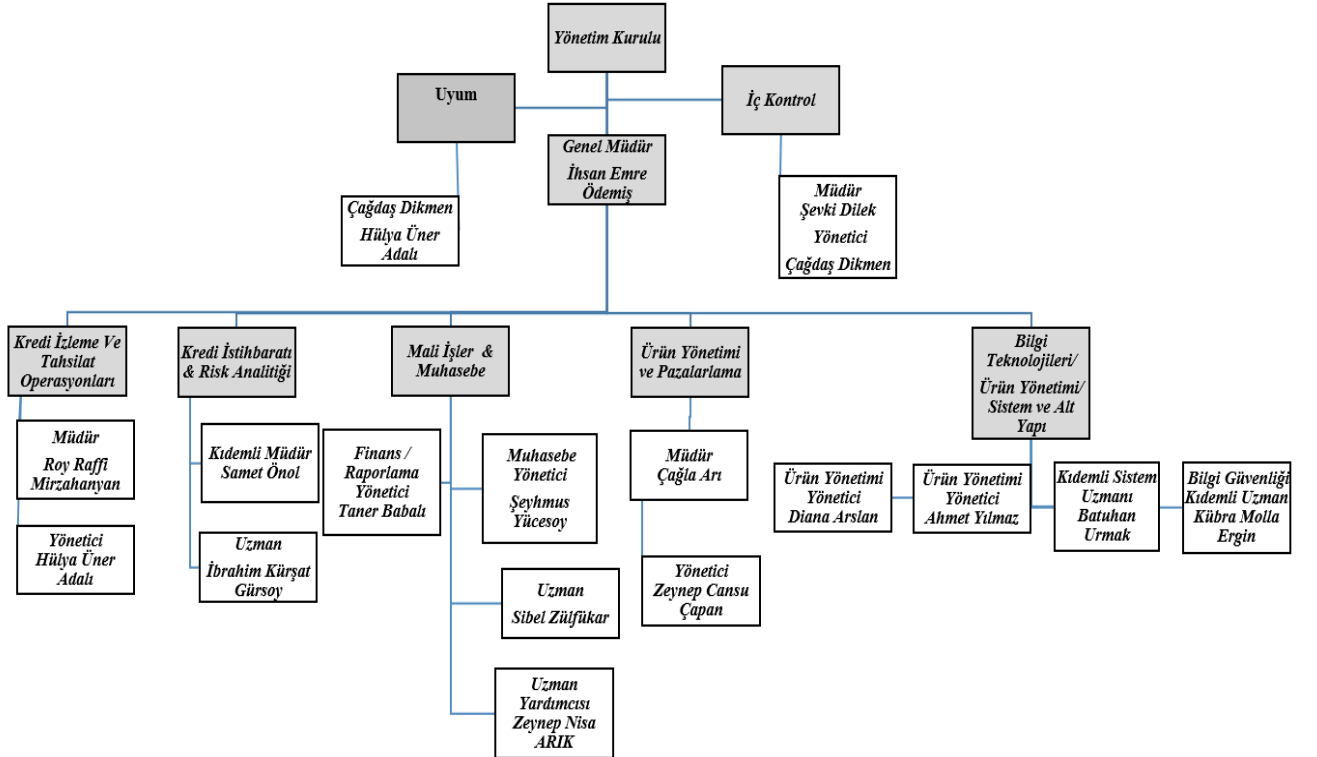 Yönetim Kurulu
Uyum
İç Kontrol
Genel Müdür
İhsan Emre
Ödemiş
Çağdaş Dikmen
Hülya Üner
Adalı
Müdür
Şevki Dilek
Yönetici
Çağdaş Dikmen
Kredi İzleme Ve
Tahsilat
Operasyonları
Kredi İstihbaratı
& Risk Analitiği
Mali İşler &
Muhasebe
Ürün Yönetimi
ve Pazalarlama
Bilgi
Teknolojileri/
Ürün Yönetimi/
Sistem ve Alt
Yapı
Müdür
Roy Raffi
Mirzahanyan
Yönetici
Hülya Üner
Adalı
Kıdemli Müdür
Samet Önol
Uzman
İbrahim Kürşat
Gürsoy
Finans /
Raporlama
Yönetici
Taner Babalı
Muhasebe
Yönetici
Şeyhmus
Yücesoy
Uzman
Sibel Zülfükar
Uzman
Yardımcısı
Zeynep Nisa
ARIK
Müdür
Çağla Arı
Yönetici
Zeynep Cansu
Çapan
Ürün Yönetimi
Yönetici
Diana Arslan
Ürün Yönetimi
Yönetici
Ahmet Yılmaz
Kıdemli Sistem
Uzmanı
Batuhan
Urmak
Bilgi Güvenliği
Kıdemli Uzman
Kübra Molla
Ergin